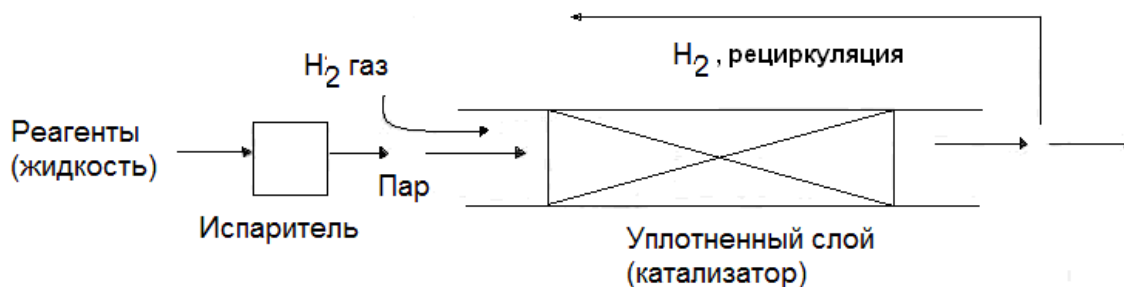 H₂ , рециркуляция
H₂ газ
Реагенты
(жидкость)
Пар
Испаритель
Уплотненный слой
(катализатор)